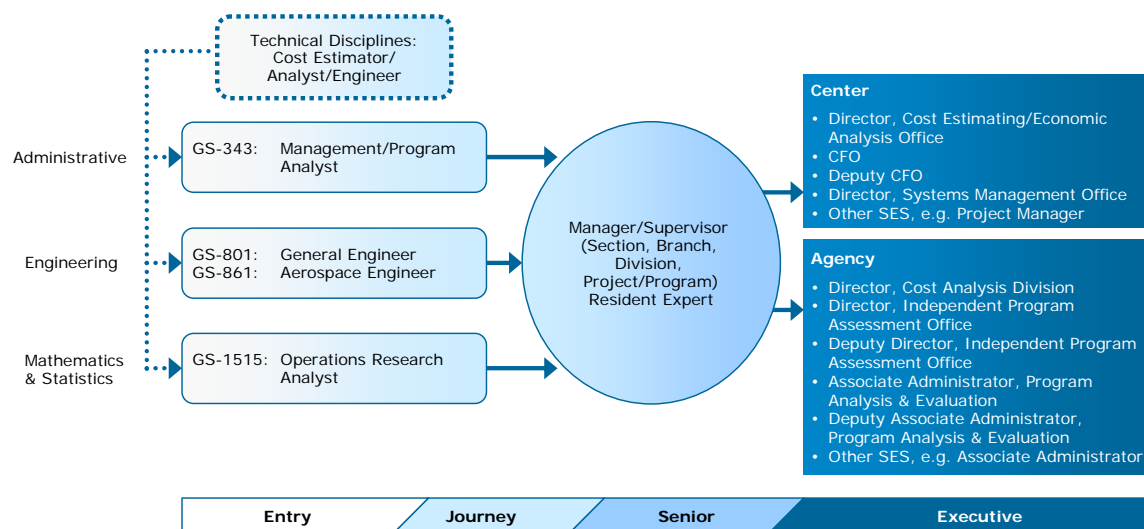 Technical Disciplines:
Cost Estimator/
Analyst/Engineer
Administrative
GS-343: Management/Program
Analyst
Engineering
GS-801: General Engineer
GS-861: Aerospace Engineer
Mathematics
& Statistics
GS-1515: Operations Research
Analyst
Manager/Supervisor
(Section, Branch,
Division,
Project/Program)
Resident Expert
Center
• Director, Cost Estimating/Economic
Analysis Office
• CFO
• Deputy CFO
• Director, Systems Management Office
• Other SES, e.g. Project Manager
Agency
• Director, Cost Analysis Division
• Director, Independent Program
Assessment Office
• Deputy Director, Independent Program
Assessment Office
• Associate Administrator, Program
Analysis & Evaluation
• Deputy Associate Administrator,
Program Analysis & Evaluation
• Other SES, e.g. Associate Administrator
Entry
Journey
Senior
Executive